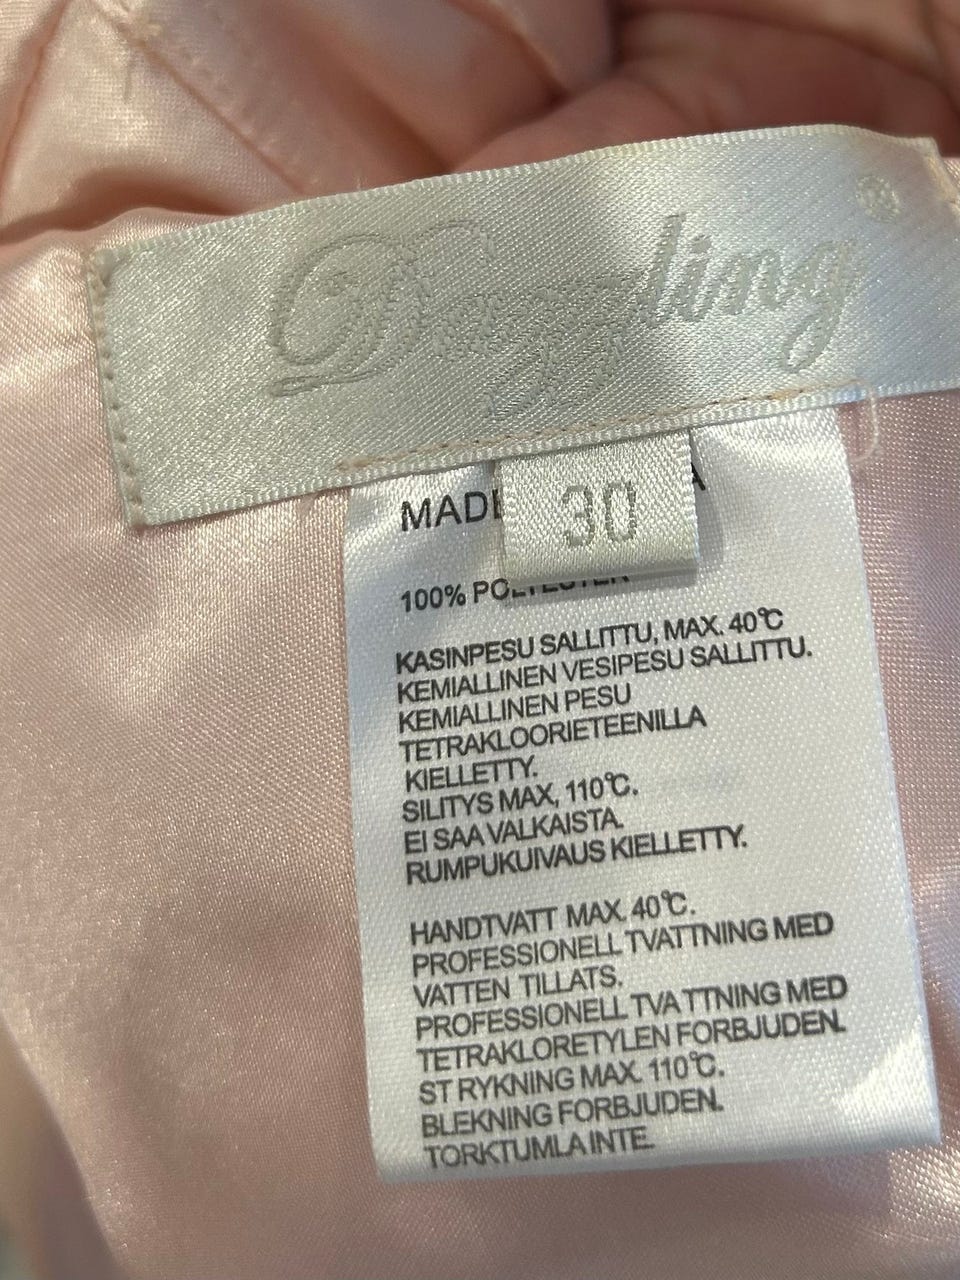 Dazzling
30
100%
KASINPESU SALLITTU, MAX. 40℃
KEMIALLINEN VESIPESU SALLITTU.
KEMIALLINEN PESU
TETRAKLOORIETEENILLA
KIELLETTY.
SILITYS MAX, 110℃.
EI SAA VALKAISTA.
RUMPUKUIVAUS KIELLETTY.
HANDTVATT MAX. 40℃.
PROFESSIONELL TVATTNING MED
VATTEN TILLATS.
PROFESSIONELL TVA TTNING MED
TETRAKLORETYLEN FORBJUDEN.
ST RYKNING MAX. 110℃.
BLEKNING FORBJUDEN.
TORKTUMLA INTE.